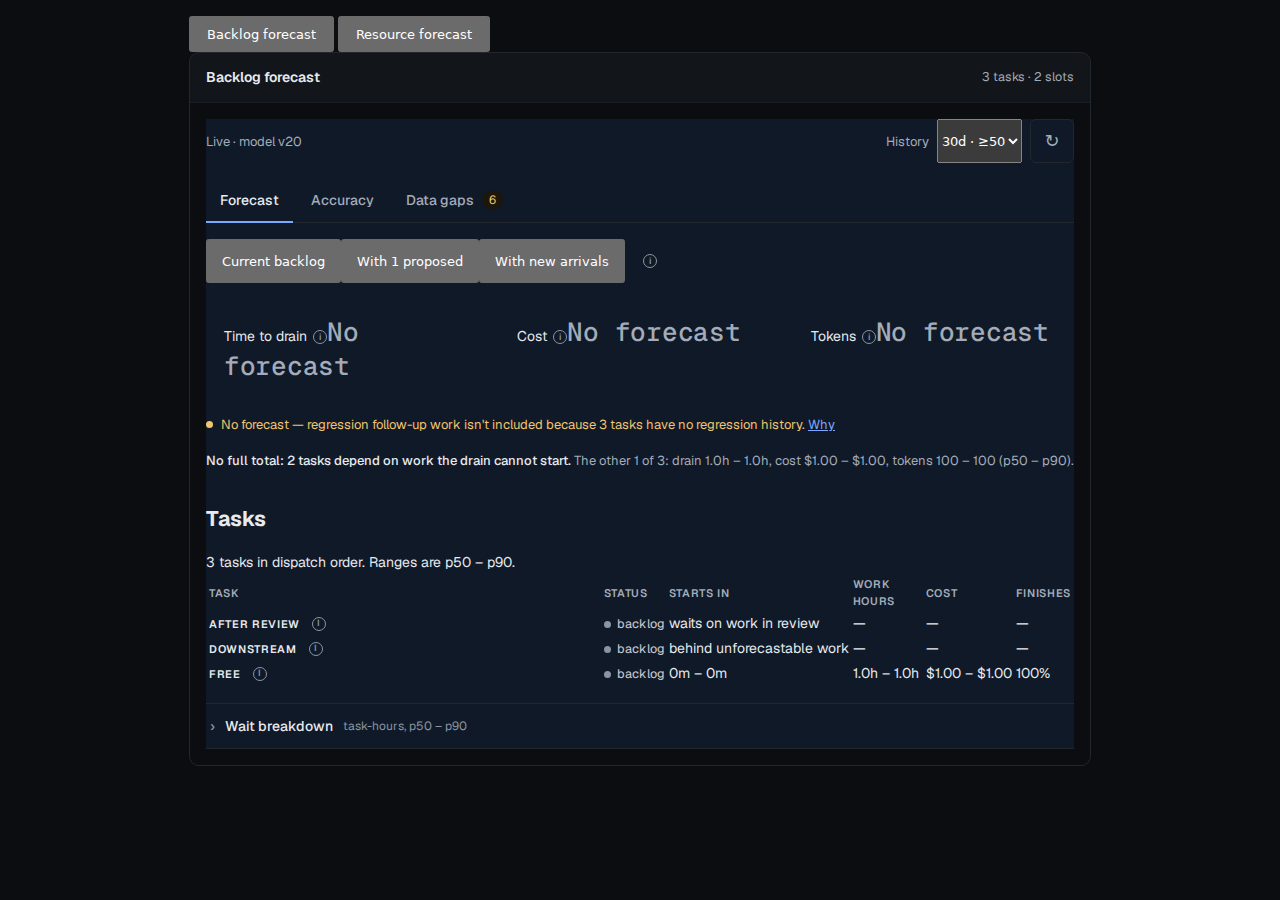 Backlog forecast Resource forecast
Backlog forecast 3 tasks · 2 slots
Live · model v20 History 30d · ≥50 ↻
Forecast Accuracy Data gaps 6
Current backlog With 1 proposed With new arrivals i
Time to drain i No forecast
Cost i No forecast
Tokens i No forecast
No forecast — regression follow-up work isn't included because 3 tasks have no regression history. Why
No full total: 2 tasks depend on work the drain cannot start. The other 1 of 3: drain 1.0h – 1.0h, cost $1.00 – $1.00, tokens 100 – 100 (p50 – p90).
Tasks
3 tasks in dispatch order. Ranges are p50 – p90.
TASK STATUS STARTS IN WORK HOURS COST FINISHES
AFTER REVIEW i backlog waits on work in review — — —
DOWNSTREAM i backlog behind unforecastable work — — —
FREE i backlog 0m – 0m 1.0h – 1.0h $1.00 – $1.00 100%
› Wait breakdown task-hours, p50 – p90